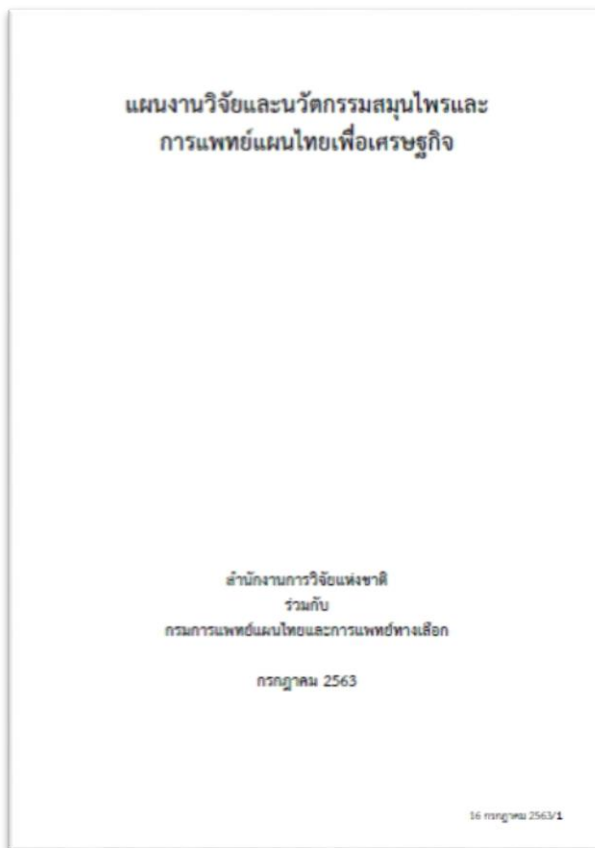 แผนงานวิจัยและนวัตกรรมสมุนไพรและ
การแพทย์แผนไทยเพื่อเศรษฐกิจ
สำนักงานการวิจัยแห่งชาติ
ร่วมกับ
กรมการแพทย์แผนไทยและการแพทย์ทางเลือก
กรกฎาคม 2563
16 กรกฎาคม 2563/1